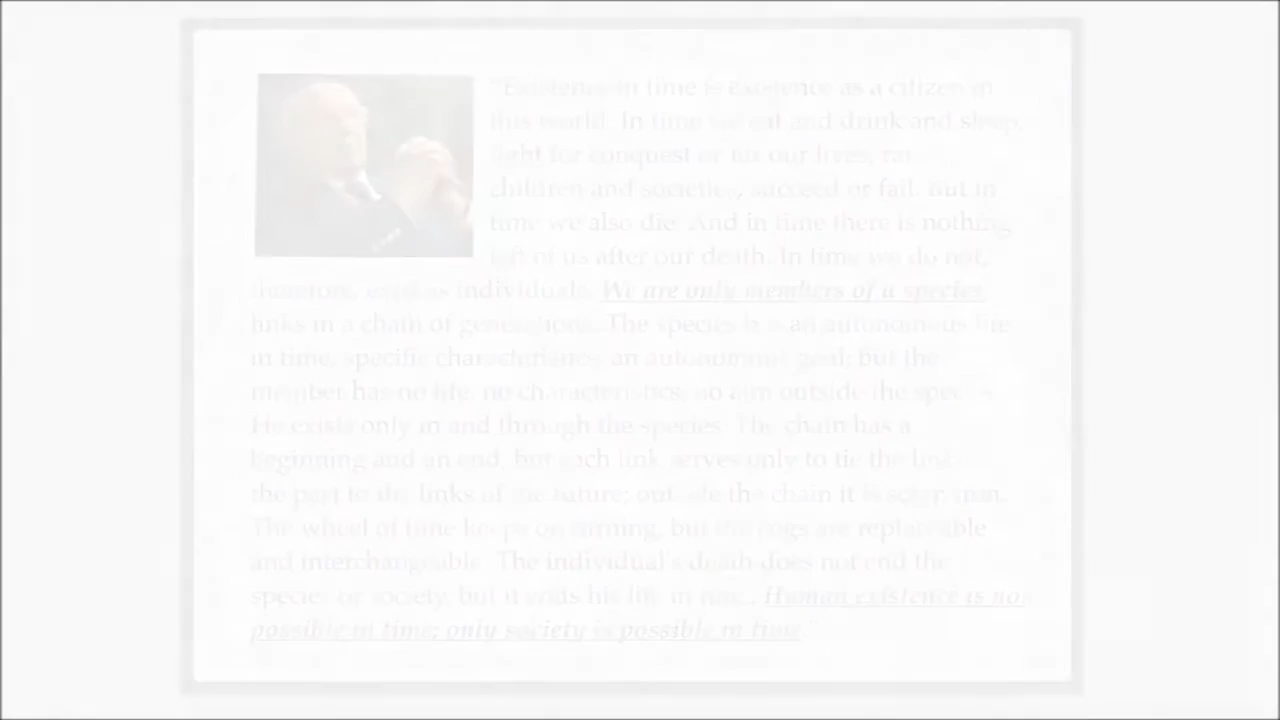 "Existence in time is existence as a citizen in
this world. In time we eat and drink and sleep,
fight for conquest or for our lives, raise
children and societies, succeed or fail. But in
time we also die. And in time there is nothing
left of us after our death. In time we do not,
therefore, exist as individuals. We are only members of a species,
links in a chain of generations. The species has an autonomous life
in time, specific characteristics, an autonomous goal; but the
member has no life, no characteristics, no aim outside the species.
He exists only in and through the species. The chain has a
beginning and an end, but each link serves only to tie the links
the past to the links of the future; outside the chain it is scrap iron.
The wheel of time keeps on turning, but the cogs are replaceable
and interchangeable. The individual's death does not end the
species or society, but it ends his life in time. Human existence is not
possible in time; only society is possible in time."